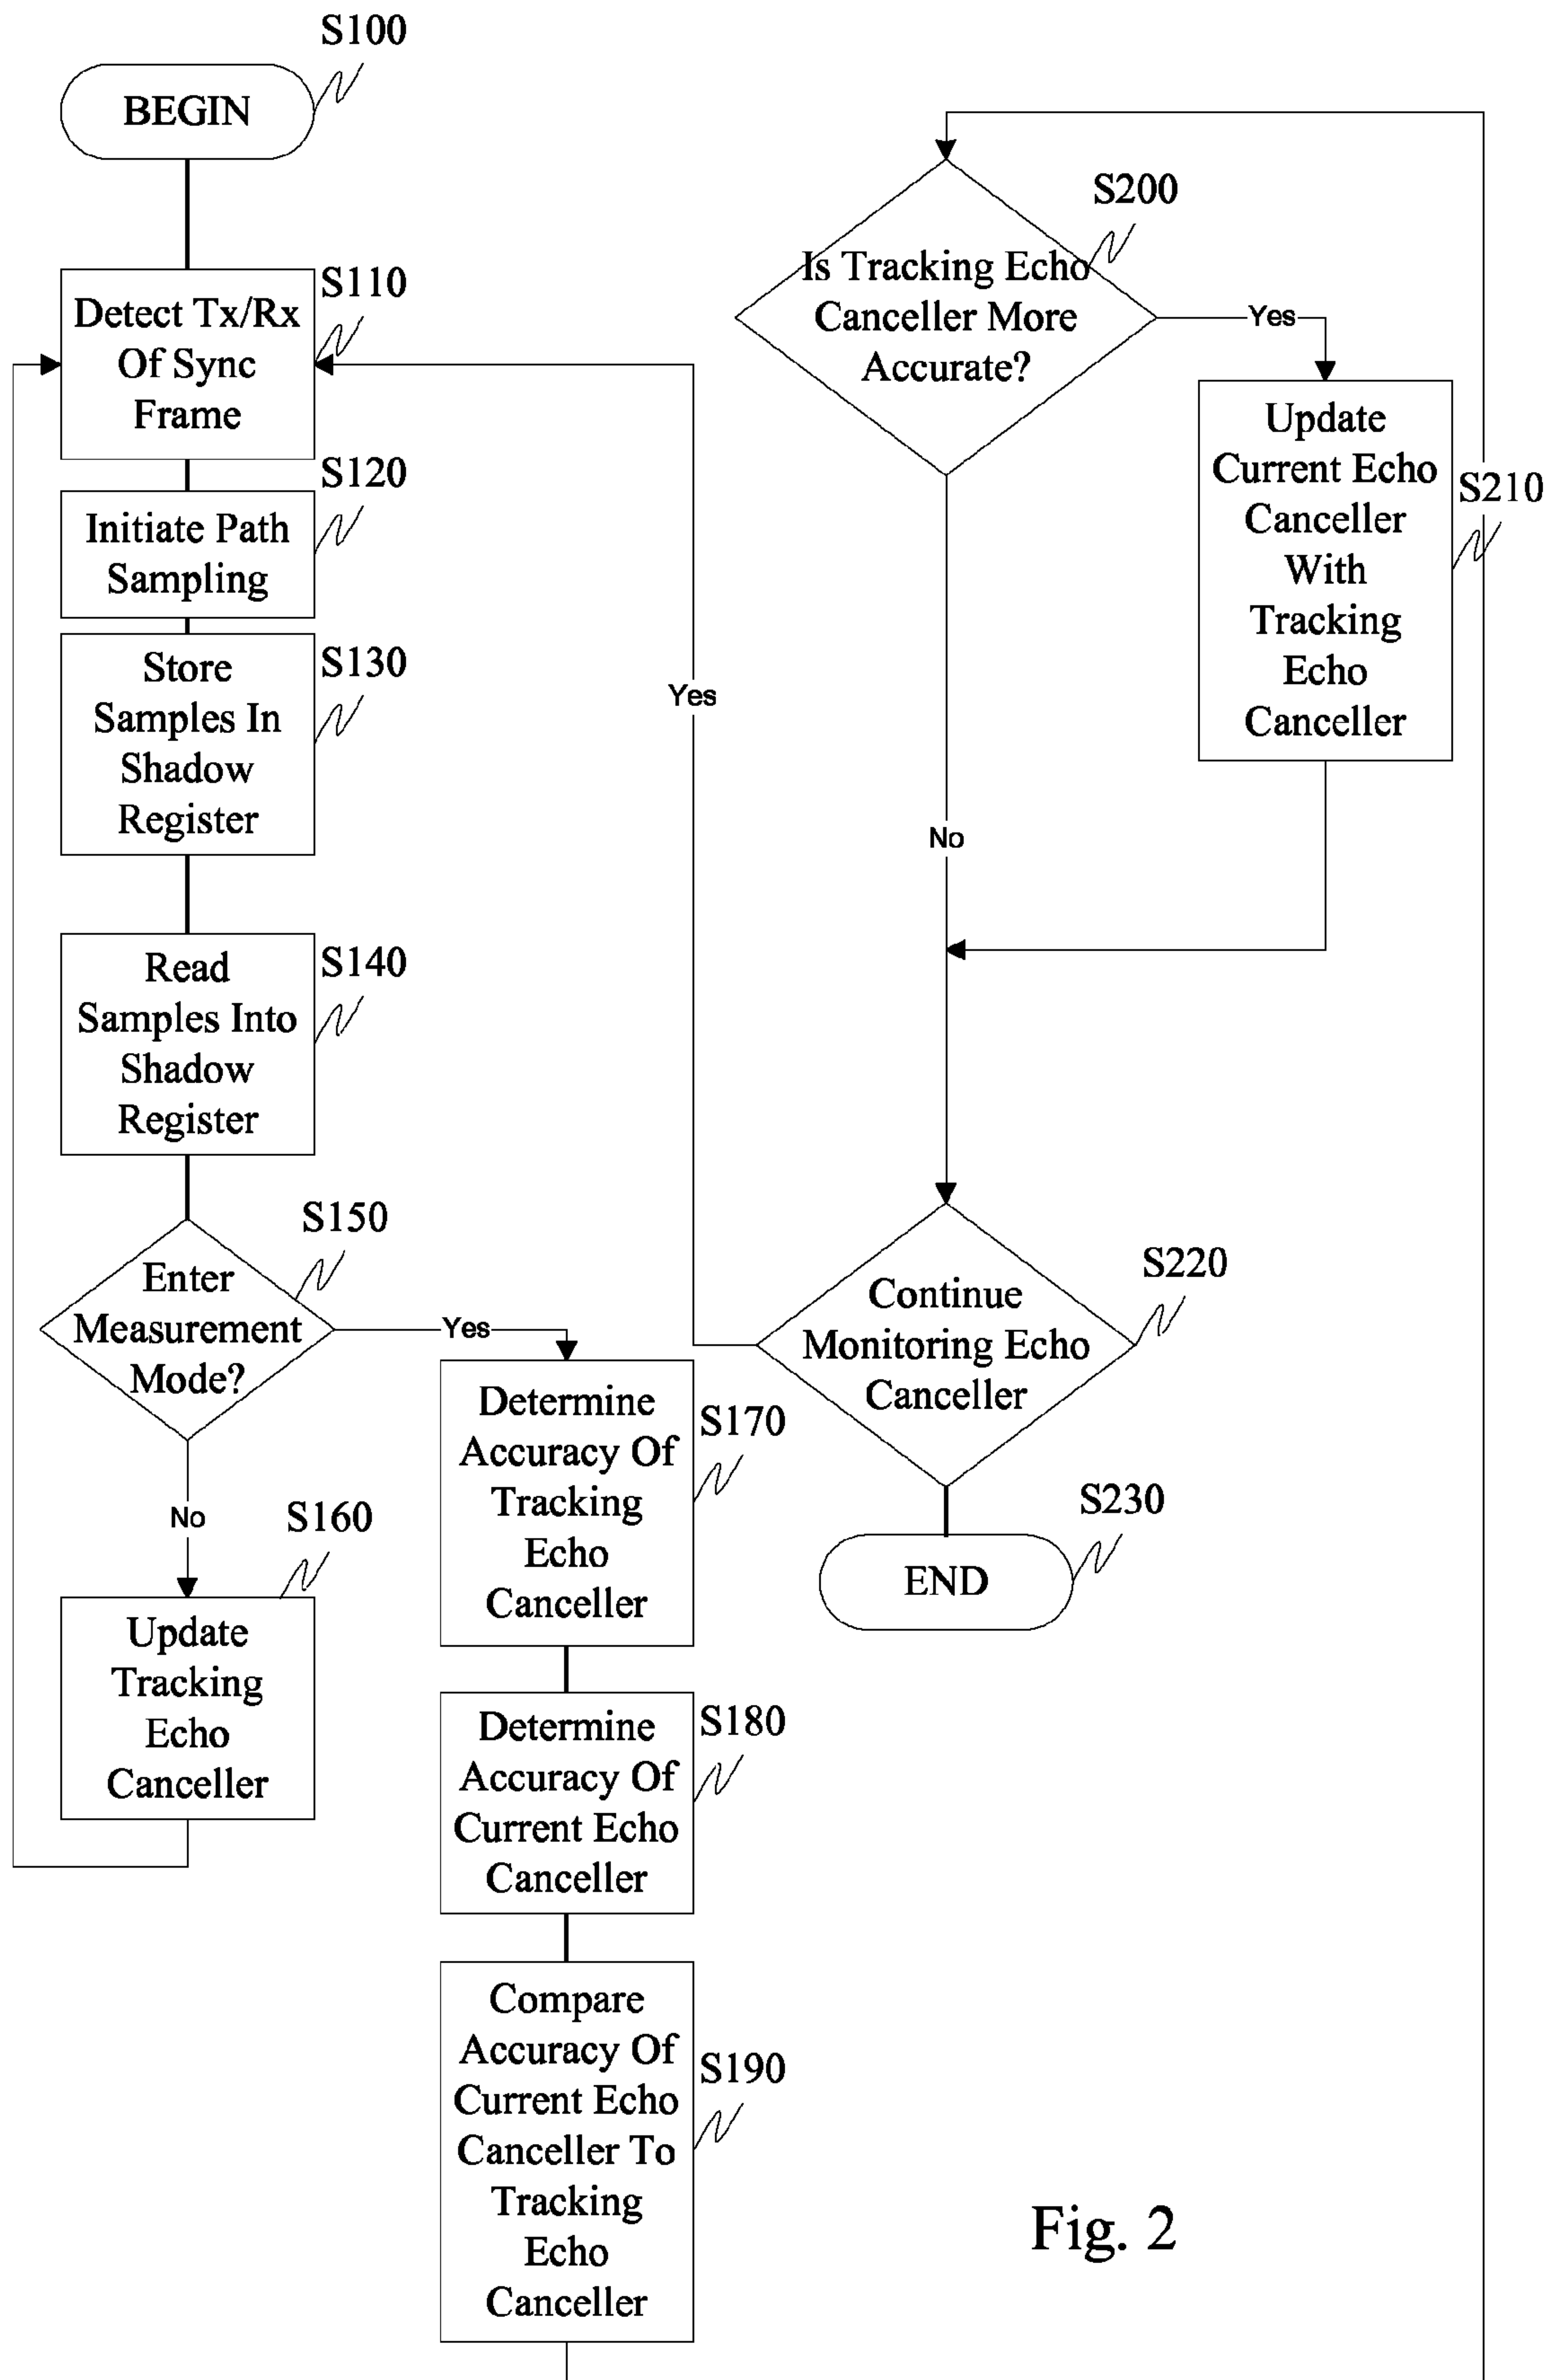 S100
BEGIN
S110
Detect Tx/Rx
Of Sync
Frame
S120
Initiate Path
Sampling
S130
Store
Samples In
Shadow
Register
S140
Read
Samples Into
Shadow
Register
S150
Enter
Measurement
Mode?
Yes
No
S160
Update
Tracking
Echo
Canceller
S170
Determine
Accuracy Of
Tracking
Echo
Canceller
S180
Determine
Accuracy Of
Current Echo
Canceller
S190
Compare
Accuracy Of
Current Echo
Canceller To
Tracking
Echo
Canceller
S200
Is Tracking Echo
Canceller More
Accurate?
Yes
S210
Update
Current Echo
Canceller
With
Tracking
Echo
Canceller
No
S220
Continue
Monitoring Echo
Canceller
Yes
S230
END
Fig. 2